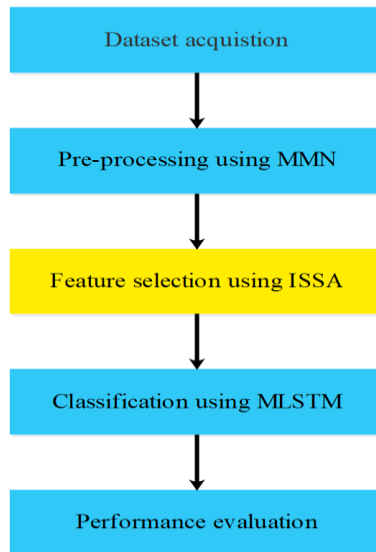 Dataset acquistion
Pre-processing using MMN
Feature selection using ISSA
Classification using MLSTM
Performance evaluation